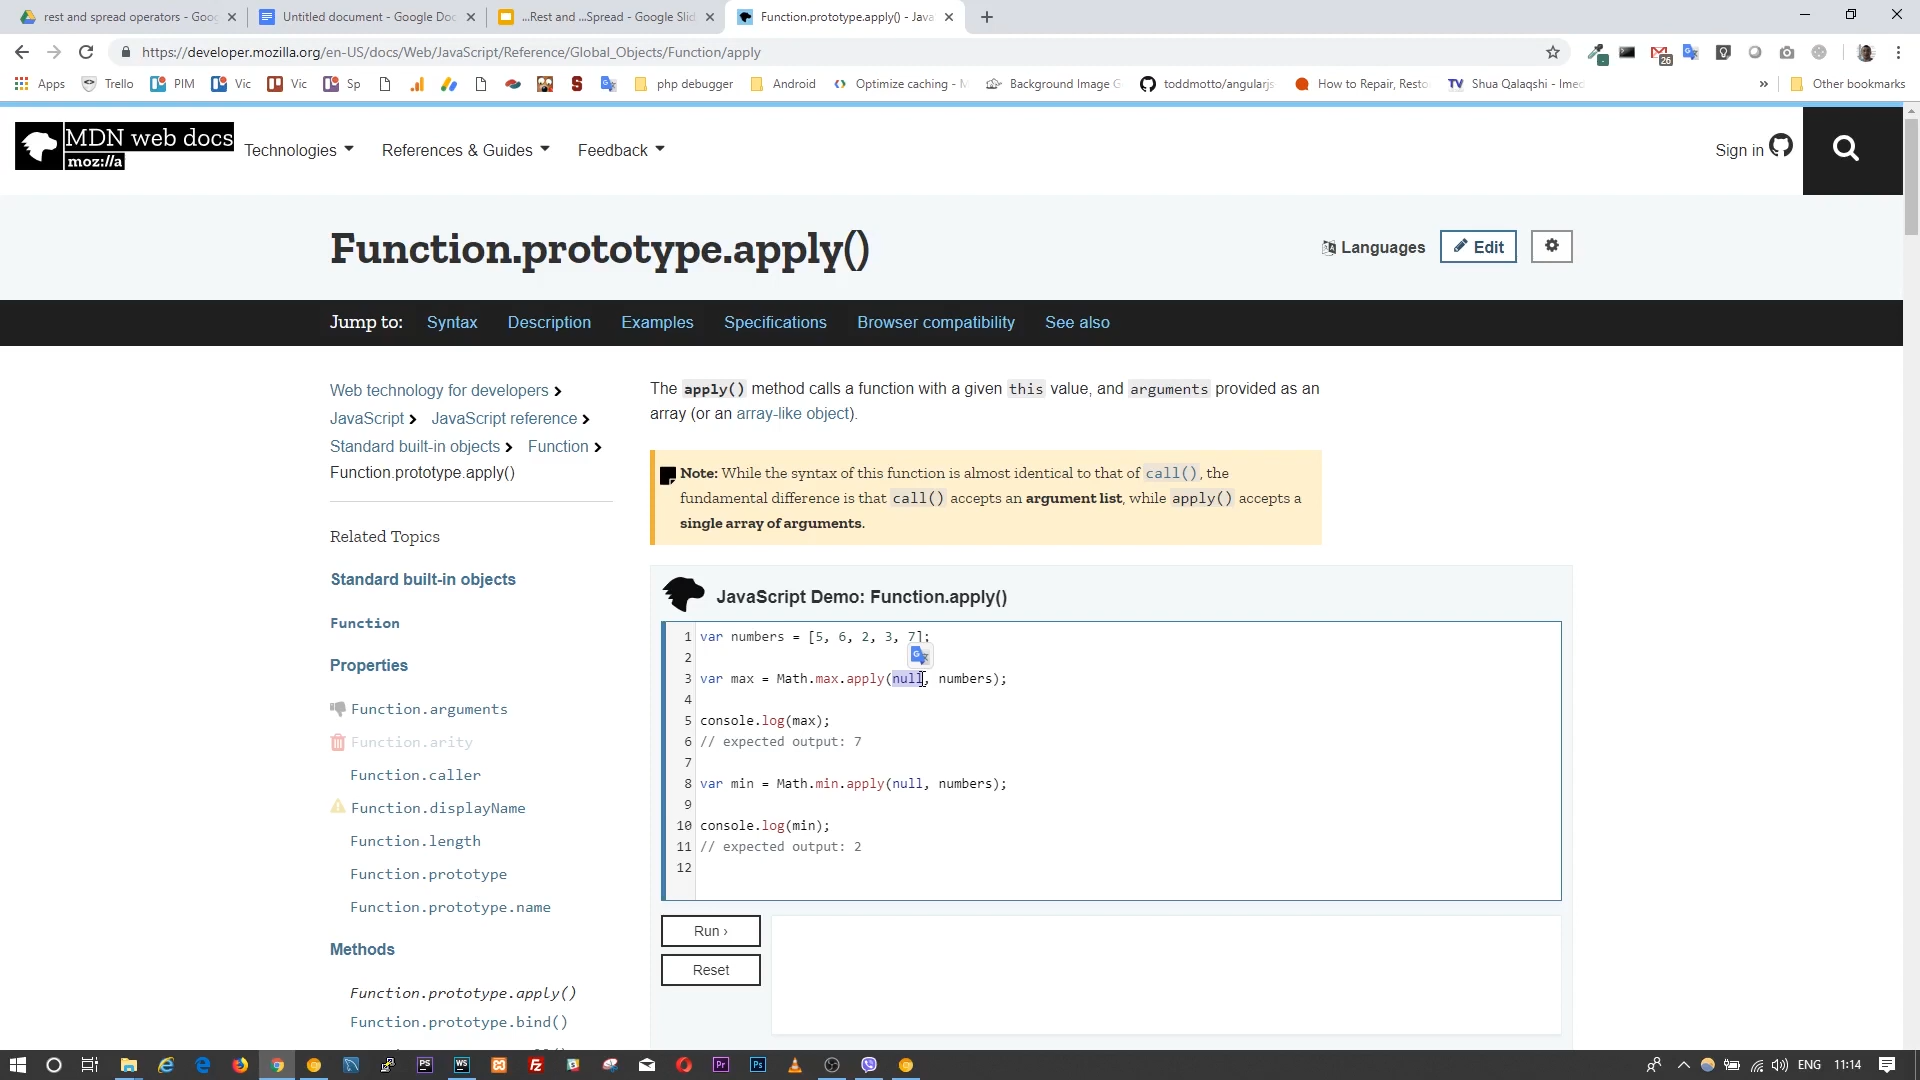 rest and spread operators - Goo
Untitled document - Google Doc
...Rest and ...Spread - Google Slid
Function.prototype.apply() - Java
https://developer.mozilla.org/en-US/docs/Web/JavaScript/Reference/Global_Objects/Function/apply
26
Apps
Trello
PIM
Vic
Vic
Sp
php debugger
Android
Optimize caching - M
Background Image G
toddmotto/angularjs
How to Repair, Resto
TV Shua Qalaqshi - Imed
»
Other bookmarks
MDN web docs
moz://a
Technologies
References & Guides
Feedback
Sign in
Function.prototype.apply()
Languages
Edit
Jump to:
Syntax
Description
Examples
Specifications
Browser compatibility
See also
Web technology for developers
JavaScript
JavaScript reference
Standard built-in objects
Function
Function.prototype.apply()
Related Topics
Standard built-in objects
Function
Properties
Function.arguments
Function.arity
Function.caller
Function.displayName
Function.length
Function.prototype
Function.prototype.name
Methods
Function.prototype.apply()
Function.prototype.bind()
The apply() method calls a function with a given this value, and arguments provided as an
array (or an array-like object).
Note: While the syntax of this function is almost identical to that of call(), the
fundamental difference is that call() accepts an argument list, while apply() accepts a
single array of arguments.
JavaScript Demo: Function.apply()
1 var numbers = [5, 6, 2, 3, 7];
2
3 var max = Math.max.apply(null, numbers);
4
5 console.log(max);
6 // expected output: 7
7
8 var min = Math.min.apply(null, numbers);
9
10 console.log(min);
11 // expected output: 2
12
Run ›
Reset
ENG
11:14